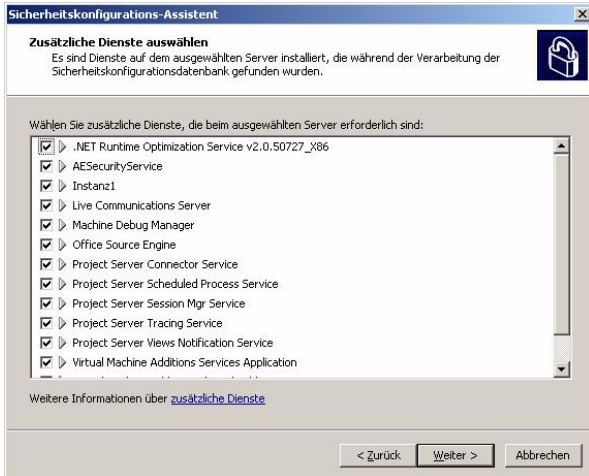 Sicherheitskonfigurations-Assistent
Zusätzliche Dienste auswählen
Es sind Dienste auf dem ausgewählten Server installiert, die während der Verarbeitung der
Sicherheitskonfigurationsdatenbank gefunden wurden.
Wählen Sie zusätzliche Dienste, die beim ausgewählten Server erforderlich sind:
.NET Runtime Optimization Service v2.0.50727_X86
AESecurityService
Instanz1
Live Communications Server
Machine Debug Manager
Office Source Engine
Project Server Connector Service
Project Server Scheduled Process Service
Project Server Session Mgr Service
Project Server Tracing Service
Project Server Views Notification Service
Virtual Machine Additions Services Application
Weitere Informationen über zusätzliche Dienste
< Zurück Weiter > Abbrechen